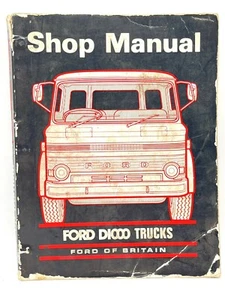 Shop Manual
FORD
FORD D1000 TRUCKS
FORD OF BRITAIN